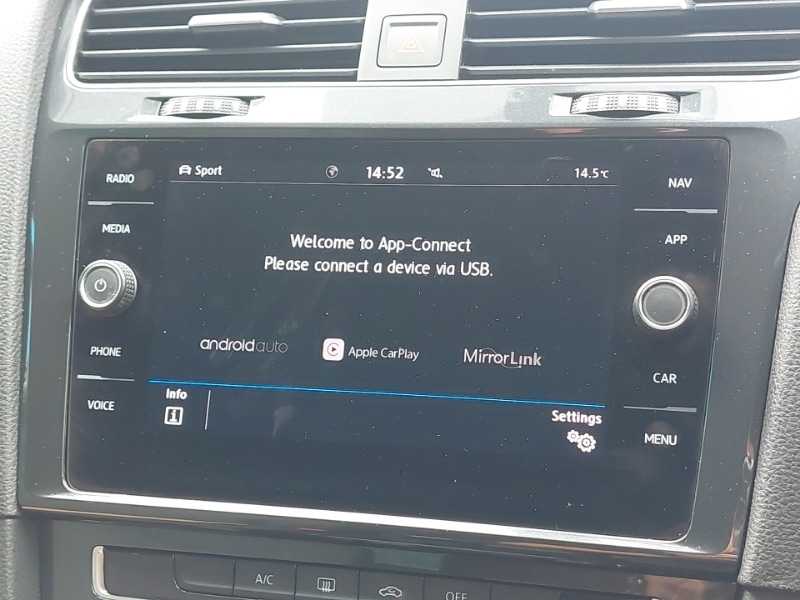 RADIO
MEDIA
PHONE
VOICE
Sport
14:52
14.5°C
Welcome to App-Connect
Please connect a device via USB.
androidauto
Apple CarPlay
MirrorLink
Info
Settings
NAV
APP
CAR
MENU
A/C
OFF